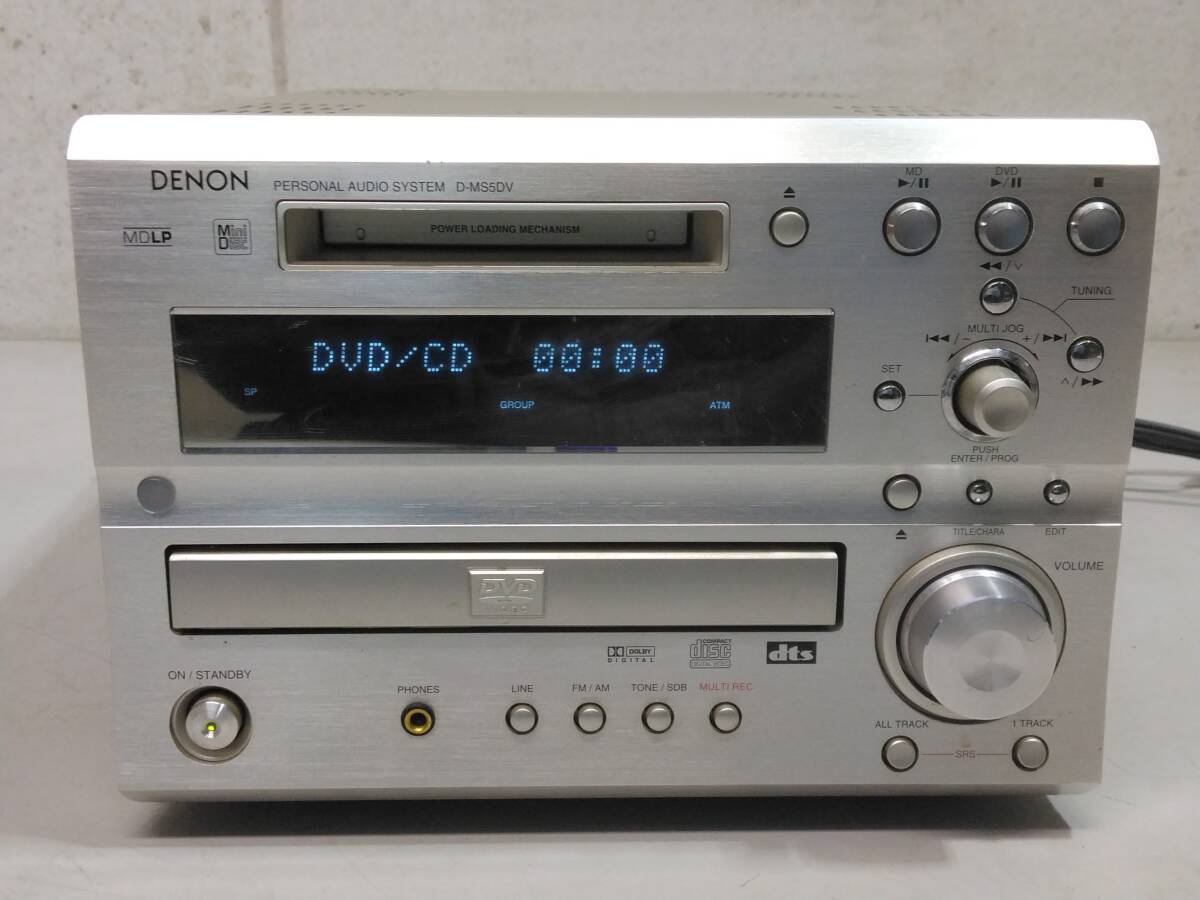 DENON PERSONAL AUDIO SYSTEM D-MS5DV
MDLP
Mini Disc
POWER LOADING MECHANISM
⏏
MD
▶/⏸
DVD
▶/⏸
■
◀◀/∨
TUNING
MULTI JOG
⏮/− +/⏭
∧/▶▶
SET
PUSH
ENTER / PROG
DVD/CD 00:00
SP
GROUP
ATM
⏏
TITLE/CHARA
EDIT
VOLUME
DVD
VIDEO
DOLBY
DIGITAL
COMPACT
disc
DIGITAL VIDEO
dts
ON / STANDBY
PHONES
LINE
FM / AM
TONE / SDB
MULTI REC
ALL TRACK
1 TRACK
SRS